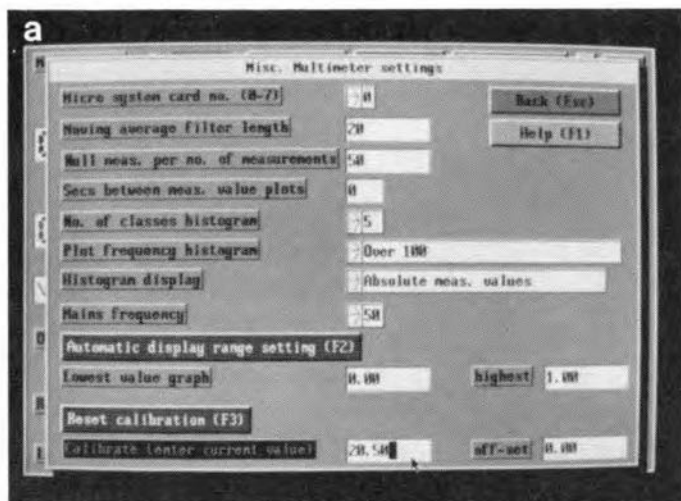 a
Misc. Multimeter settings
Micro system card no. (0-7) 0
Back (Esc)
Moving average filter length 20
Help (F1)
Null meas. per no. of measurements 50
Secs between meas. value plots 0
No. of classes histogram 5
Plot frequency histogram Over 100
Histogram display Absolute meas. values
Mains frequency 50
Automatic display range setting (F2)
Lowest value graph 0.00 highest 1.00
Reset calibration (F3)
Calibrate (enter current value) 20.50 off-set 0.00